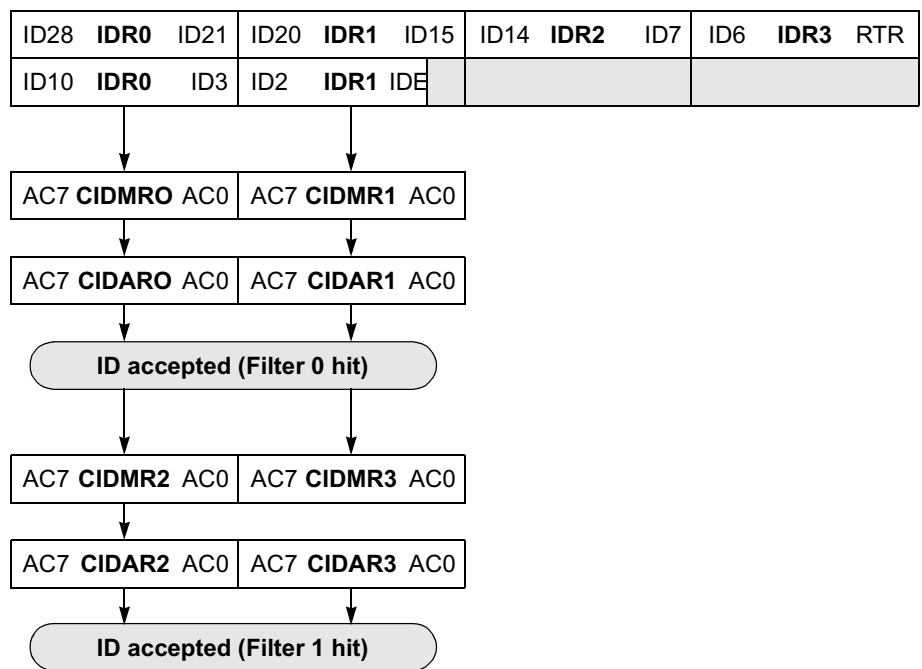 ID28 IDR0 ID21 ID20 IDR1 ID15 ID14 IDR2 ID7 ID6 IDR3 RTR
ID10 IDR0 ID3 ID2 IDR1 IDE
AC7 CIDMRO AC0 AC7 CIDMR1 AC0
AC7 CIDARO AC0 AC7 CIDAR1 AC0
ID accepted (Filter 0 hit)
AC7 CIDMR2 AC0 AC7 CIDMR3 AC0
AC7 CIDAR2 AC0 AC7 CIDAR3 AC0
ID accepted (Filter 1 hit)